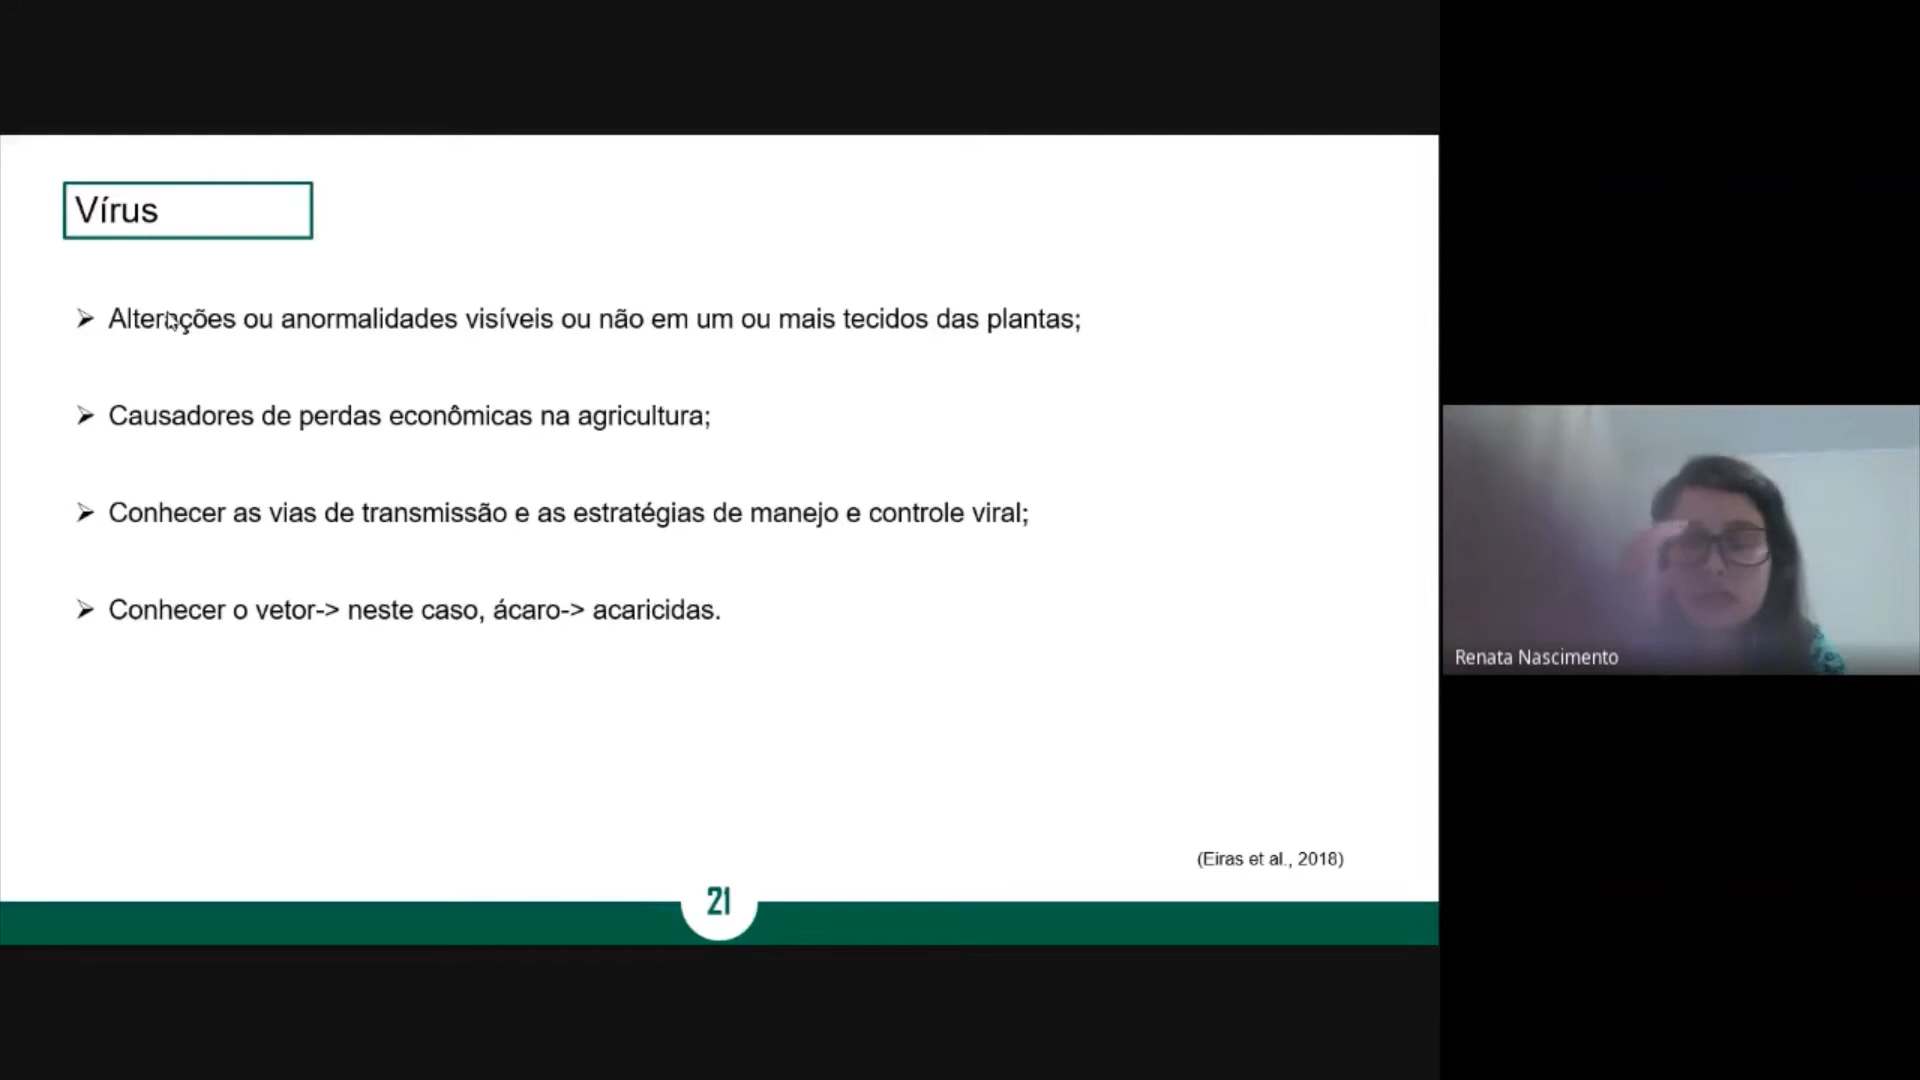 Vírus
➢ Alterações ou anormalidades visíveis ou não em um ou mais tecidos das plantas;
➢ Causadores de perdas econômicas na agricultura;
➢ Conhecer as vias de transmissão e as estratégias de manejo e controle viral;
➢ Conhecer o vetor-> neste caso, ácaro-> acaricidas.
Renata Nascimento
(Eiras et al., 2018)
21